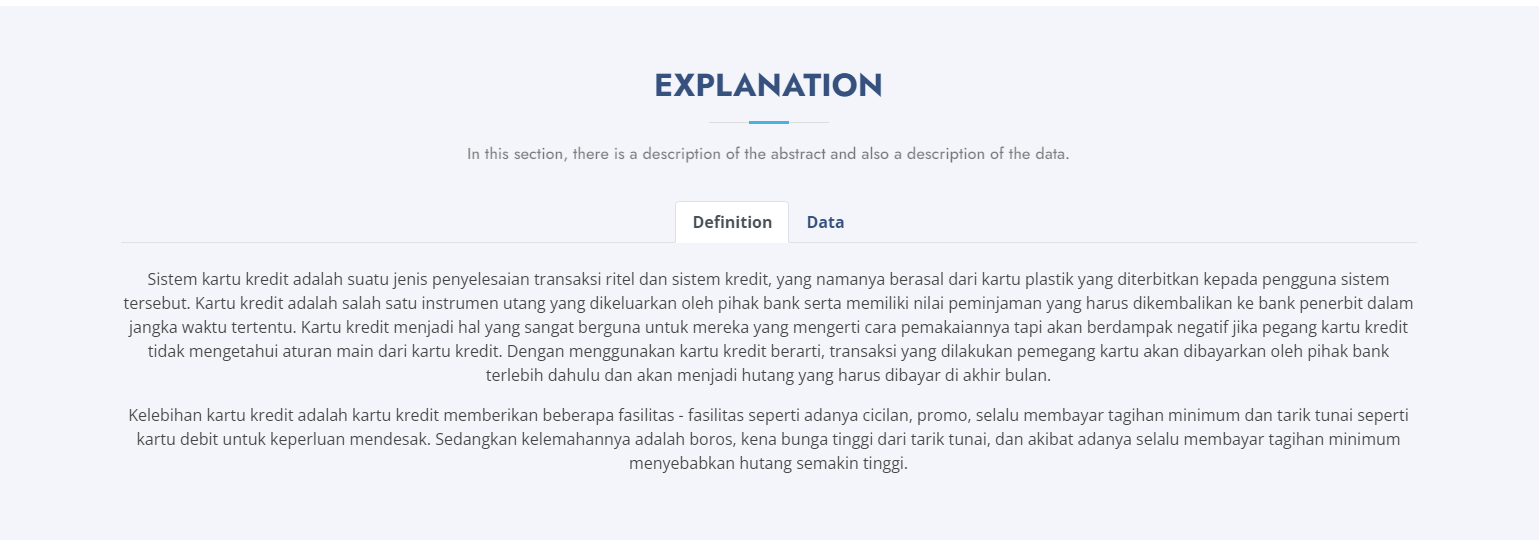 EXPLANATION
In this section, there is a description of the abstract and also a description of the data.
Definition
Data
Sistem kartu kredit adalah suatu jenis penyelesaian transaksi ritel dan sistem kredit, yang namanya berasal dari kartu plastik yang diterbitkan kepada pengguna sistem
tersebut. Kartu kredit adalah salah satu instrumen utang yang dikeluarkan oleh pihak bank serta memiliki nilai peminjaman yang harus dikembalikan ke bank penerbit dalam
jangka waktu tertentu. Kartu kredit menjadi hal yang sangat berguna untuk mereka yang mengerti cara pemakaiannya tapi akan berdampak negatif jika pegang kartu kredit
tidak mengetahui aturan main dari kartu kredit. Dengan menggunakan kartu kredit berarti, transaksi yang dilakukan pemegang kartu akan dibayarkan oleh pihak bank
terlebih dahulu dan akan menjadi hutang yang harus dibayar di akhir bulan.
Kelebihan kartu kredit adalah kartu kredit memberikan beberapa fasilitas - fasilitas seperti adanya cicilan, promo, selalu membayar tagihan minimum dan tarik tunai seperti
kartu debit untuk keperluan mendesak. Sedangkan kelemahannya adalah boros, kena bunga tinggi dari tarik tunai, dan akibat adanya selalu membayar tagihan minimum
menyebabkan hutang semakin tinggi.